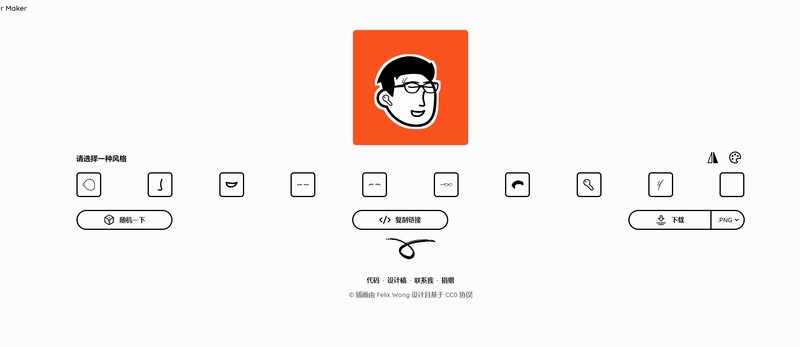 r Maker
请选择一种风格
随机一下
复制链接
下载
.PNG
代码 · 设计稿 · 联系我 · 捐赠
© 插画由 Felix Wong 设计且基于 CC0 协议